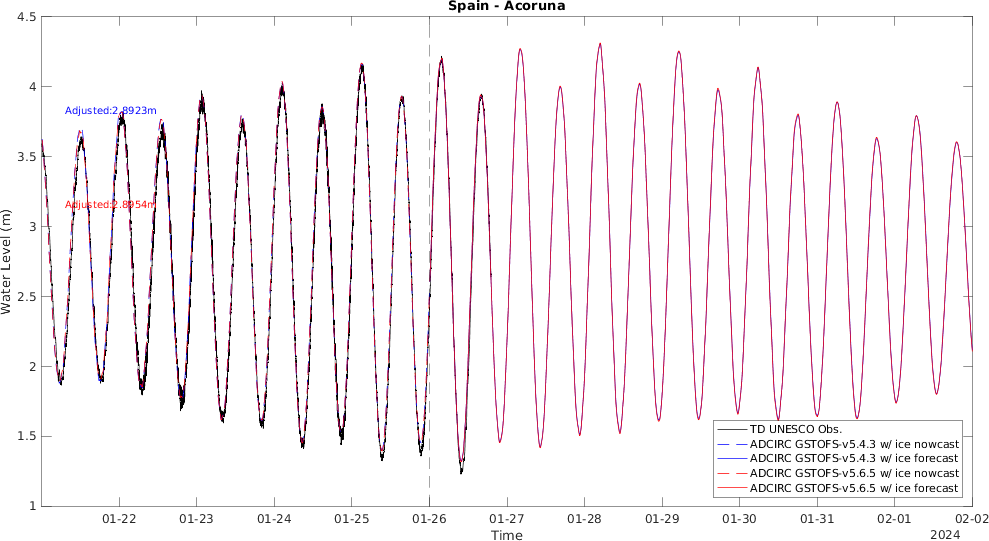 Spain - Acoruna
4.5
4
3.5
3
2.5
2
1.5
1
Water Level (m)
Adjusted:2.8923m
Adjusted:2.8954m
TD UNESCO Obs.
ADCIRC GSTOFS-v5.4.3 w/ ice nowcast
ADCIRC GSTOFS-v5.4.3 w/ ice forecast
ADCIRC GSTOFS-v5.6.5 w/ ice nowcast
ADCIRC GSTOFS-v5.6.5 w/ ice forecast
01-22 01-23 01-24 01-25 01-26 01-27 01-28 01-29 01-30 01-31 02-01 02-02
Time
2024